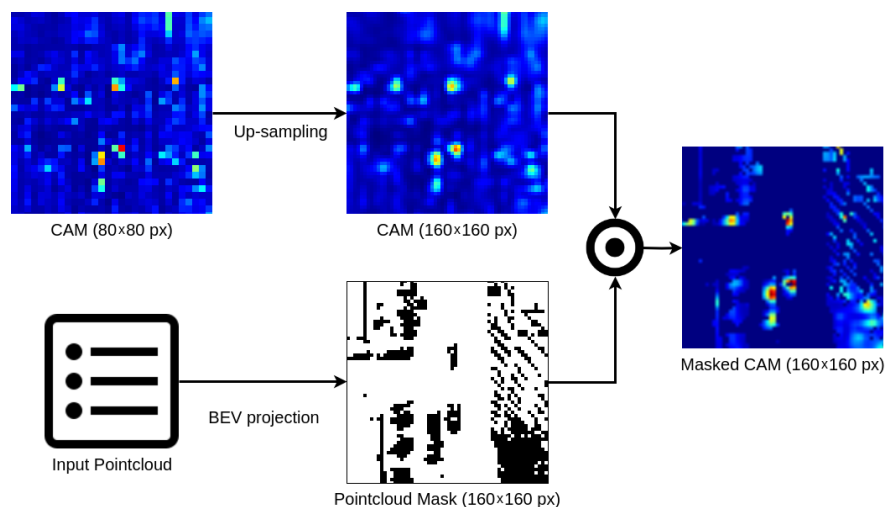 CAM (80×80 px)
Up-sampling
CAM (160×160 px)
Masked CAM (160×160 px)
BEV projection
Input Pointcloud
Pointcloud Mask (160×160 px)